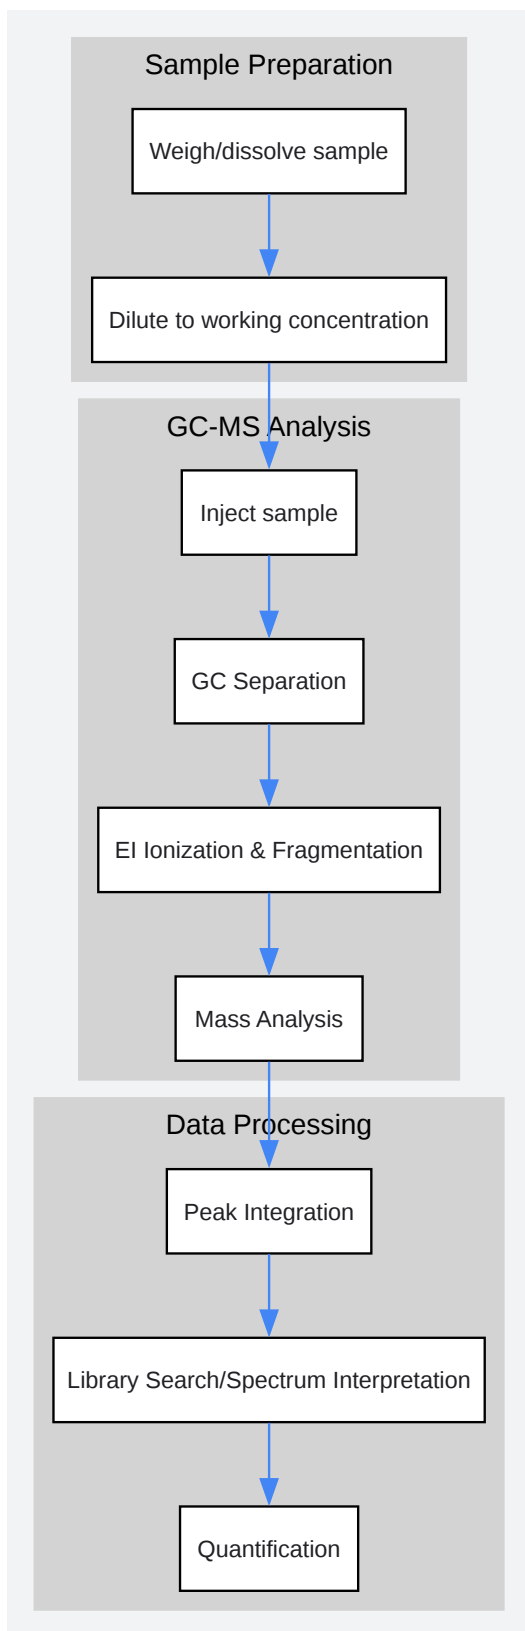 Sample Preparation
Weigh/dissolve sample
Dilute to working concentration
GC-MS Analysis
Inject sample
GC Separation
EI Ionization & Fragmentation
Mass Analysis
Data Processing
Peak Integration
Library Search/Spectrum Interpretation
Quantification